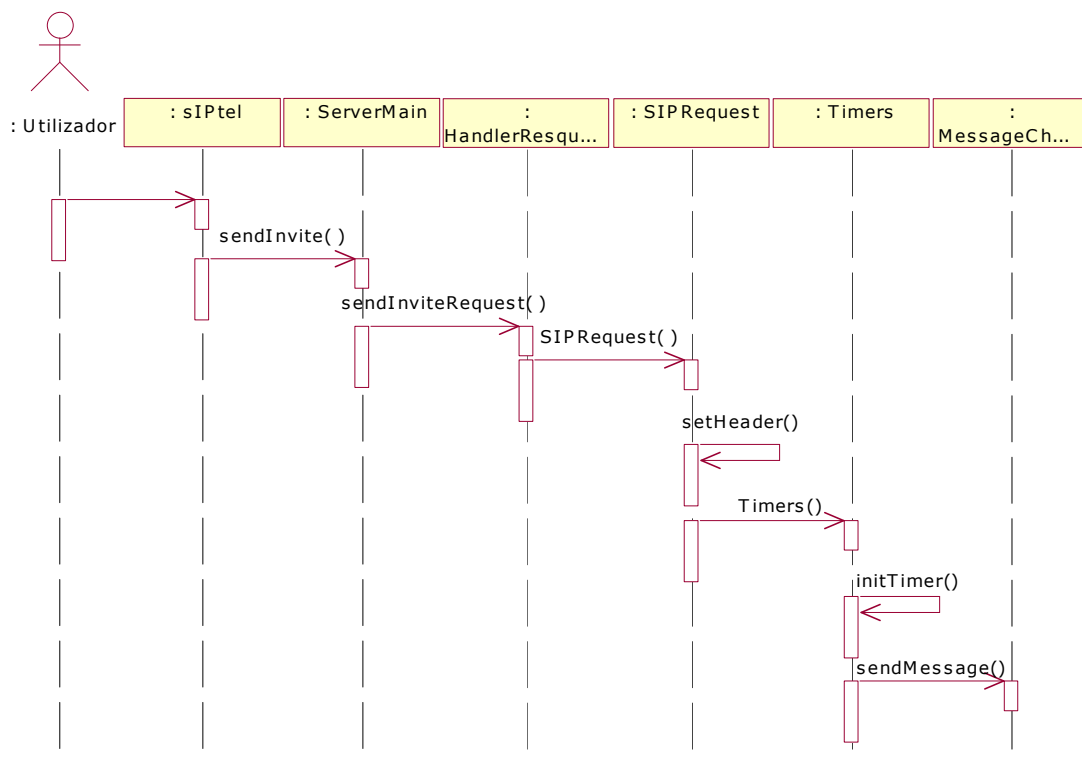 : Utilizador
: sIPtel
: ServerMain
:
HandlerResqu...
: SIPRequest
: Timers
:
MessageCh...
sendInvite( )
sendInviteRequest( )
SIPRequest( )
setHeader()
Timers()
initTimer()
sendMessage()